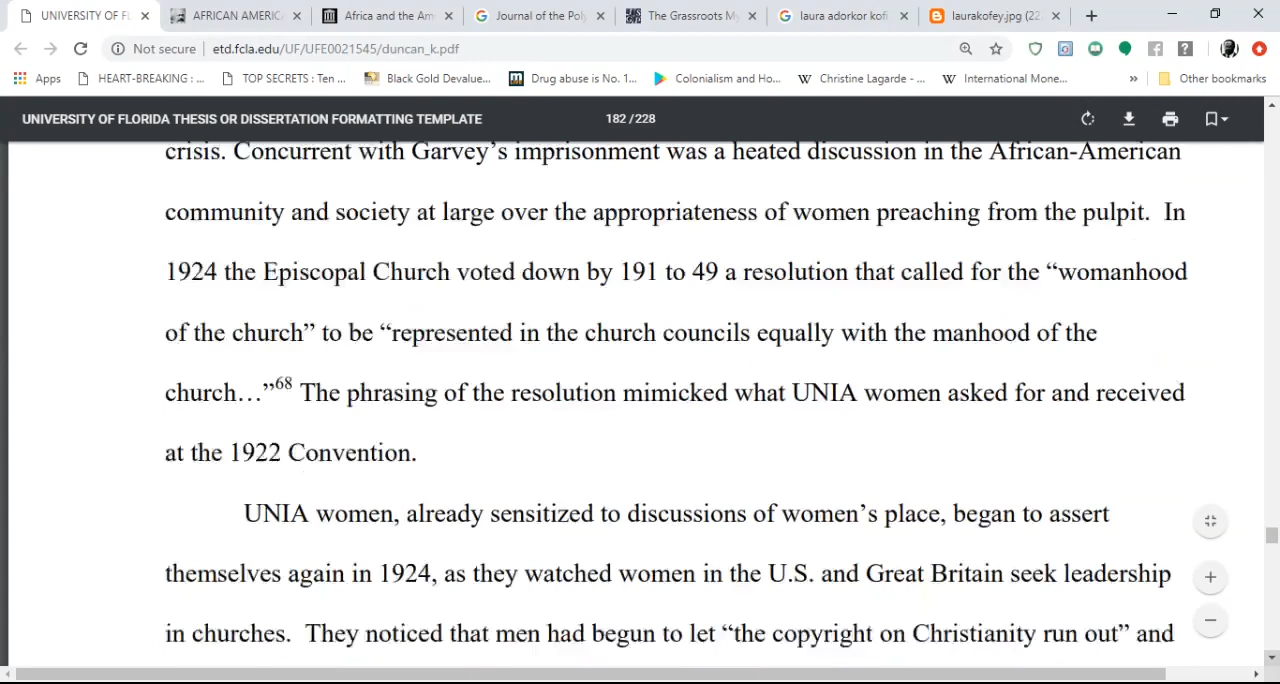 UNIVERSITY OF FL
AFRICAN AMERIC
Africa and the Am
Journal of the Pol
The Grassroots M
laura adorkor kofi
laurakofey.jpg (22
Not secure | etd.fcla.edu/UF/UFE0021545/duncan_k.pdf
Apps
HEART-BREAKING : ...
TOP SECRETS : Ten ...
Black Gold Devalue...
Drug abuse is No. 1...
Colonialism and Ho...
Christine Lagarde - ...
International Mone...
»
Other bookmarks
UNIVERSITY OF FLORIDA THESIS OR DISSERTATION FORMATTING TEMPLATE
182 / 228
crisis. Concurrent with Garvey’s imprisonment was a heated discussion in the African-American
community and society at large over the appropriateness of women preaching from the pulpit. In
1924 the Episcopal Church voted down by 191 to 49 a resolution that called for the “womanhood
of the church” to be “represented in the church councils equally with the manhood of the
church…”68 The phrasing of the resolution mimicked what UNIA women asked for and received
at the 1922 Convention.
UNIA women, already sensitized to discussions of women’s place, began to assert
themselves again in 1924, as they watched women in the U.S. and Great Britain seek leadership
in churches. They noticed that men had begun to let “the copyright on Christianity run out” and